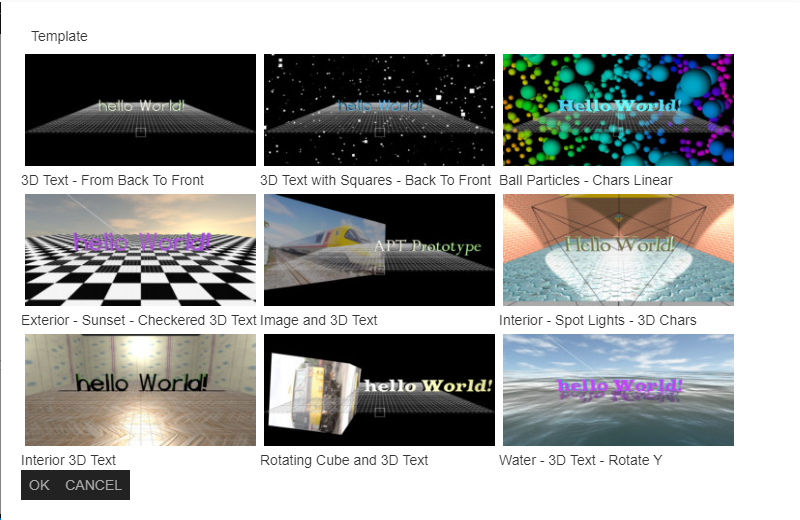 Template
hello World!
hello World!
Hello World!
3D Text - From Back To Front
3D Text with Squares - Back To Front
Ball Particles - Chars Linear
hello World!
APT Prototype
Hello World!
Exterior - Sunset - Checkered 3D Text
Image and 3D Text
Interior - Spot Lights - 3D Chars
hello World!
hello World!
hello World!
Interior 3D Text
Rotating Cube and 3D Text
Water - 3D Text - Rotate Y
OK CANCEL